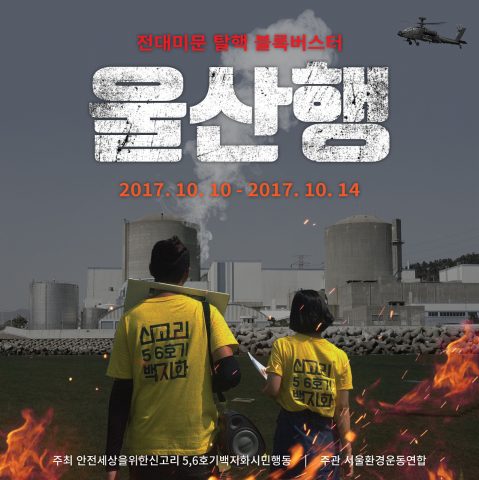 전대미문 탈핵 블록버스터
울산행
2017. 10. 10 - 2017. 10. 14
신고리
5 6호기
백지화
신고리
5 6호기
백지화
주최 안전세상을위한신고리 5,6호기백자화시민행동 | 주관 서울환경운동연합